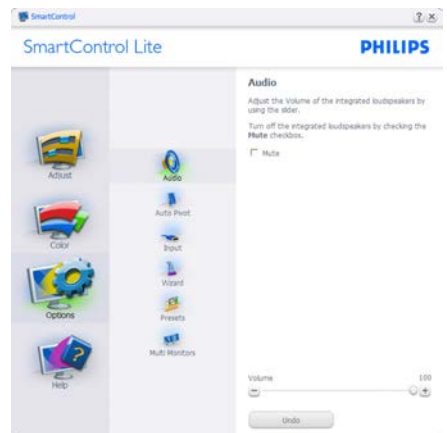 SmartControl
SmartControl Lite
PHILIPS
Adjust
Color
Options
Help
Audio
Auto Pivot
Input
Wizard
Presets
Multi Monitors
Audio
Adjust the Volume of the integrated loudspeakers by
using the slider.
Turn off the integrated loudspeakers by checking the
Mute checkbox.
Mute
Volume 100
Undo